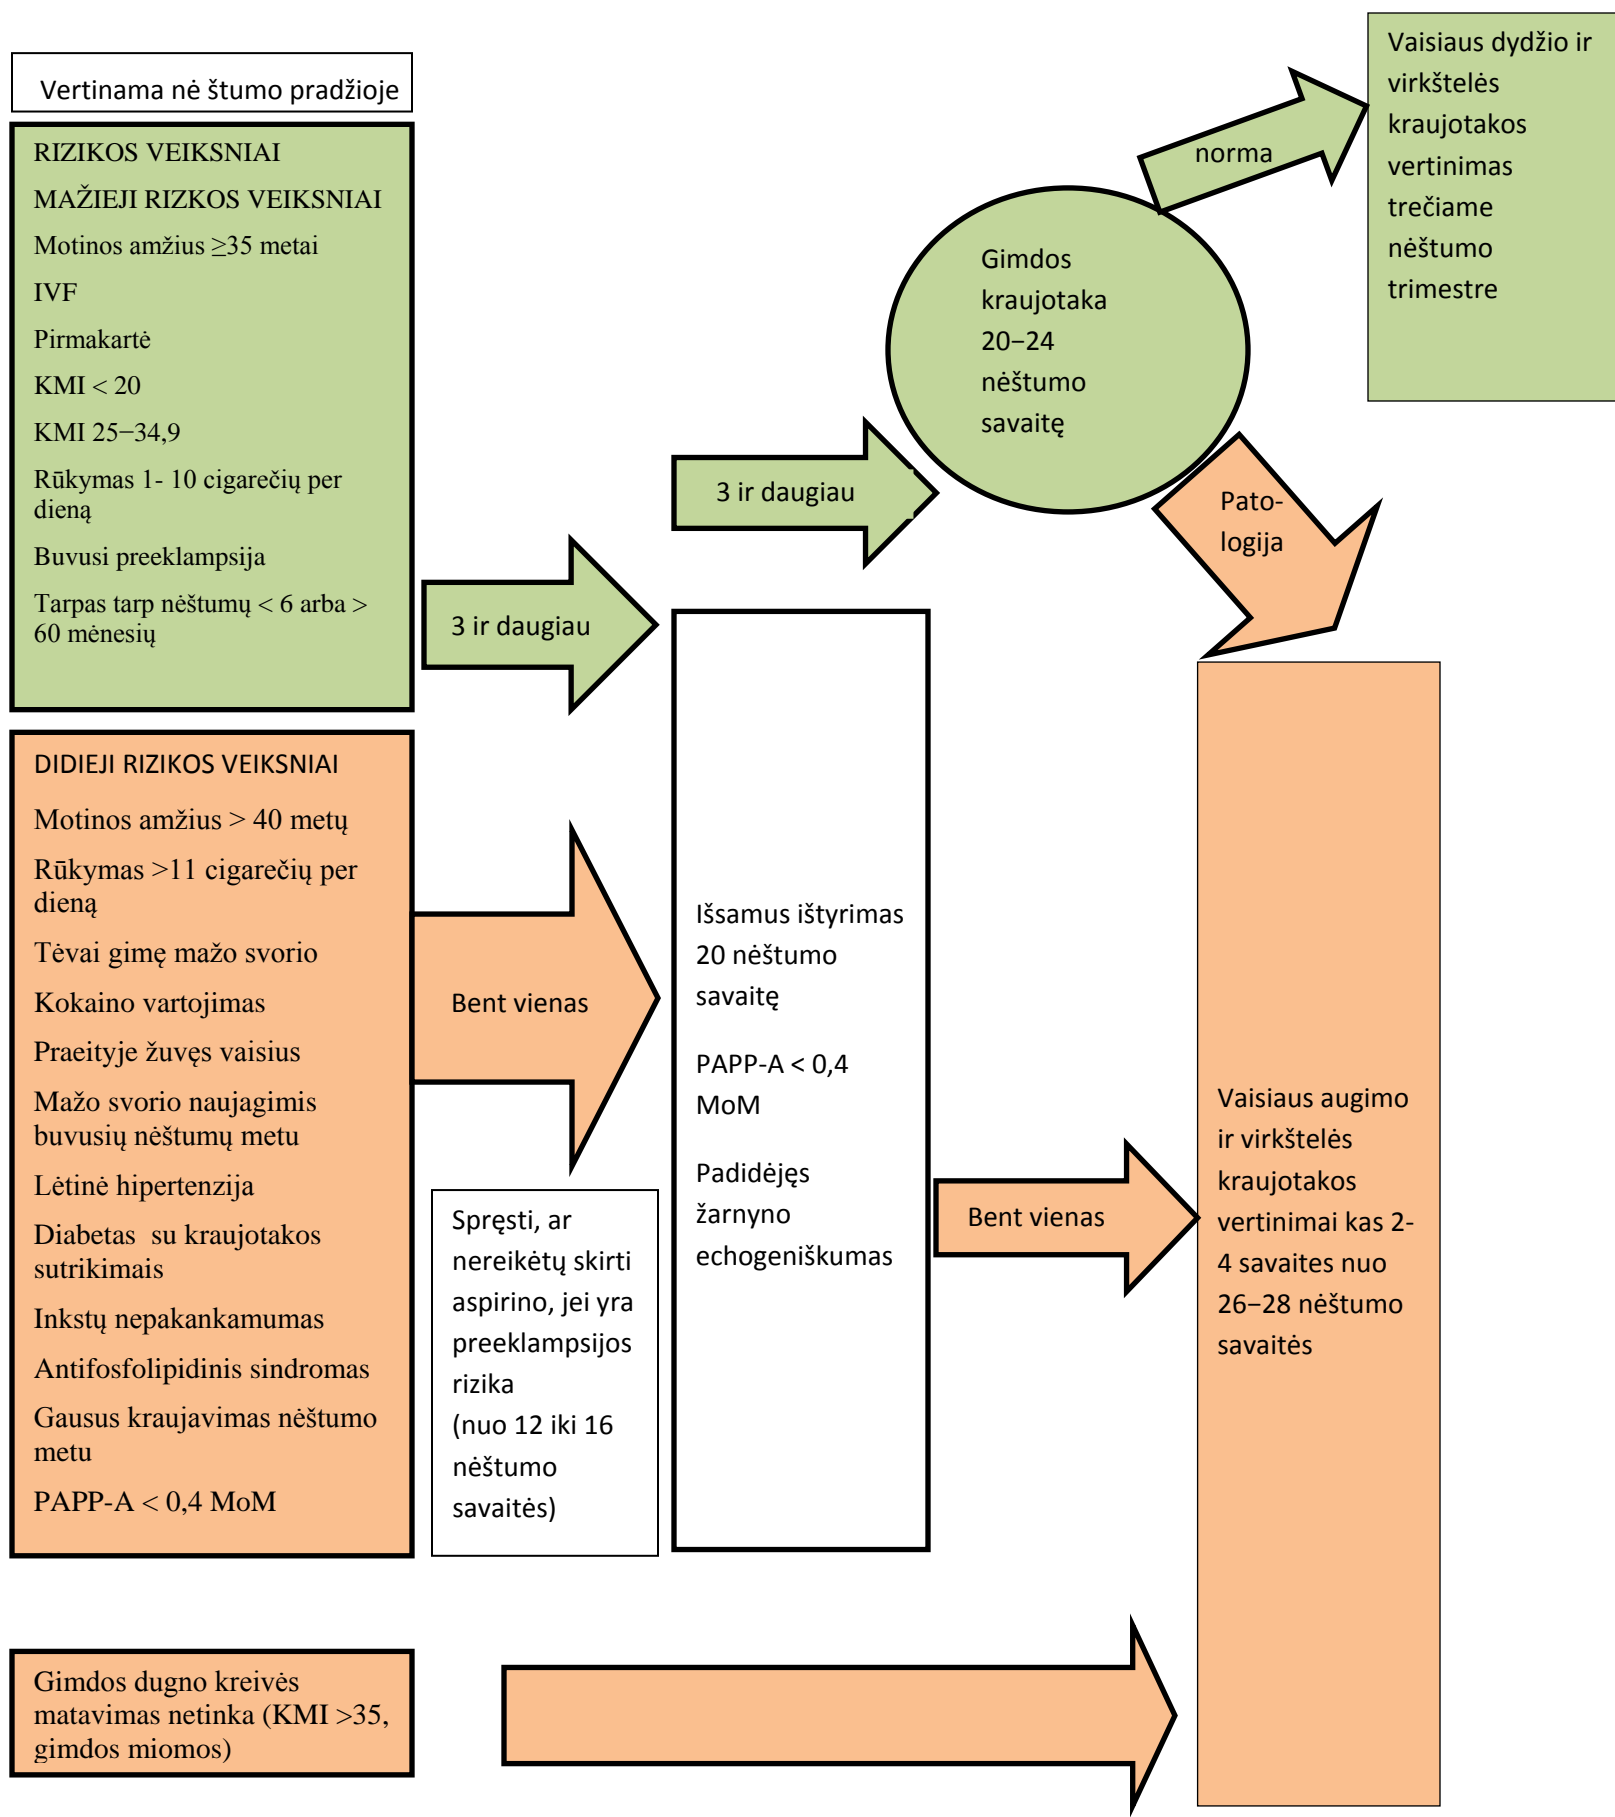 Vertinama nė štumo pradžioje
RIZIKOS VEIKSNIAI
MAŽIEJI RIZKOS VEIKSNIAI
Motinos amžius ≥35 metai
IVF
Pirmakartė
KMI < 20
KMI 25−34,9
Rūkymas 1- 10 cigarečių per
dieną
Buvusi preeklampsija
Tarpas tarp nėštumų < 6 arba >
60 mėnesių
3 ir daugiau
3 ir daugiau
Gimdos
kraujotaka
20−24
nėštumo
savaitę
norma
Vaisiaus dydžio ir
virkštelės
kraujotakos
vertinimas
trečiame
nėštumo
trimestre
Pato-
logija
DIDIEJI RIZIKOS VEIKSNIAI
Motinos amžius > 40 metų
Rūkymas >11 cigarečių per
dieną
Tėvai gimę mažo svorio
Kokaino vartojimas
Praeityje žuvęs vaisius
Mažo svorio naujagimis
buvusių nėštumų metu
Lėtinė hipertenzija
Diabetas  su kraujotakos
sutrikimais
Inkstų nepakankamumas
Antifosfolipidinis sindromas
Gausus kraujavimas nėštumo
metu
PAPP-A < 0,4 MoM
Bent vienas
Spręsti, ar
nereikėtų skirti
aspirino, jei yra
preeklampsijos
rizika
(nuo 12 iki 16
nėštumo
savaitės)
Išsamus ištyrimas
20 nėštumo
savaitę
PAPP-A < 0,4
MoM
Padidėjęs
žarnyno
echogeniškumas
Bent vienas
Vaisiaus augimo
ir virkštelės
kraujotakos
vertinimai kas 2-
4 savaites nuo
26−28 nėštumo
savaitės
Gimdos dugno kreivės
matavimas netinka (KMI >35,
gimdos miomos)